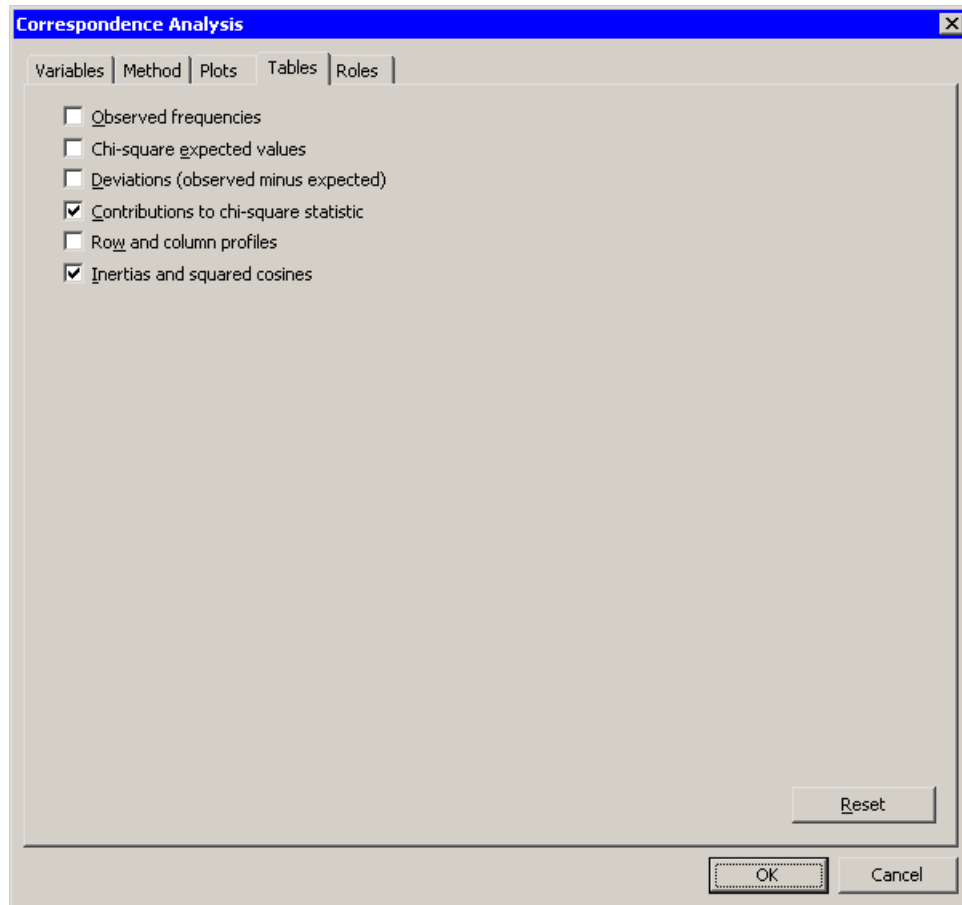 Correspondence Analysis
Variables Method Plots Tables Roles
Observed frequencies
Chi-square expected values
Deviations (observed minus expected)
Contributions to chi-square statistic
Row and column profiles
Inertias and squared cosines
Reset
OK Cancel